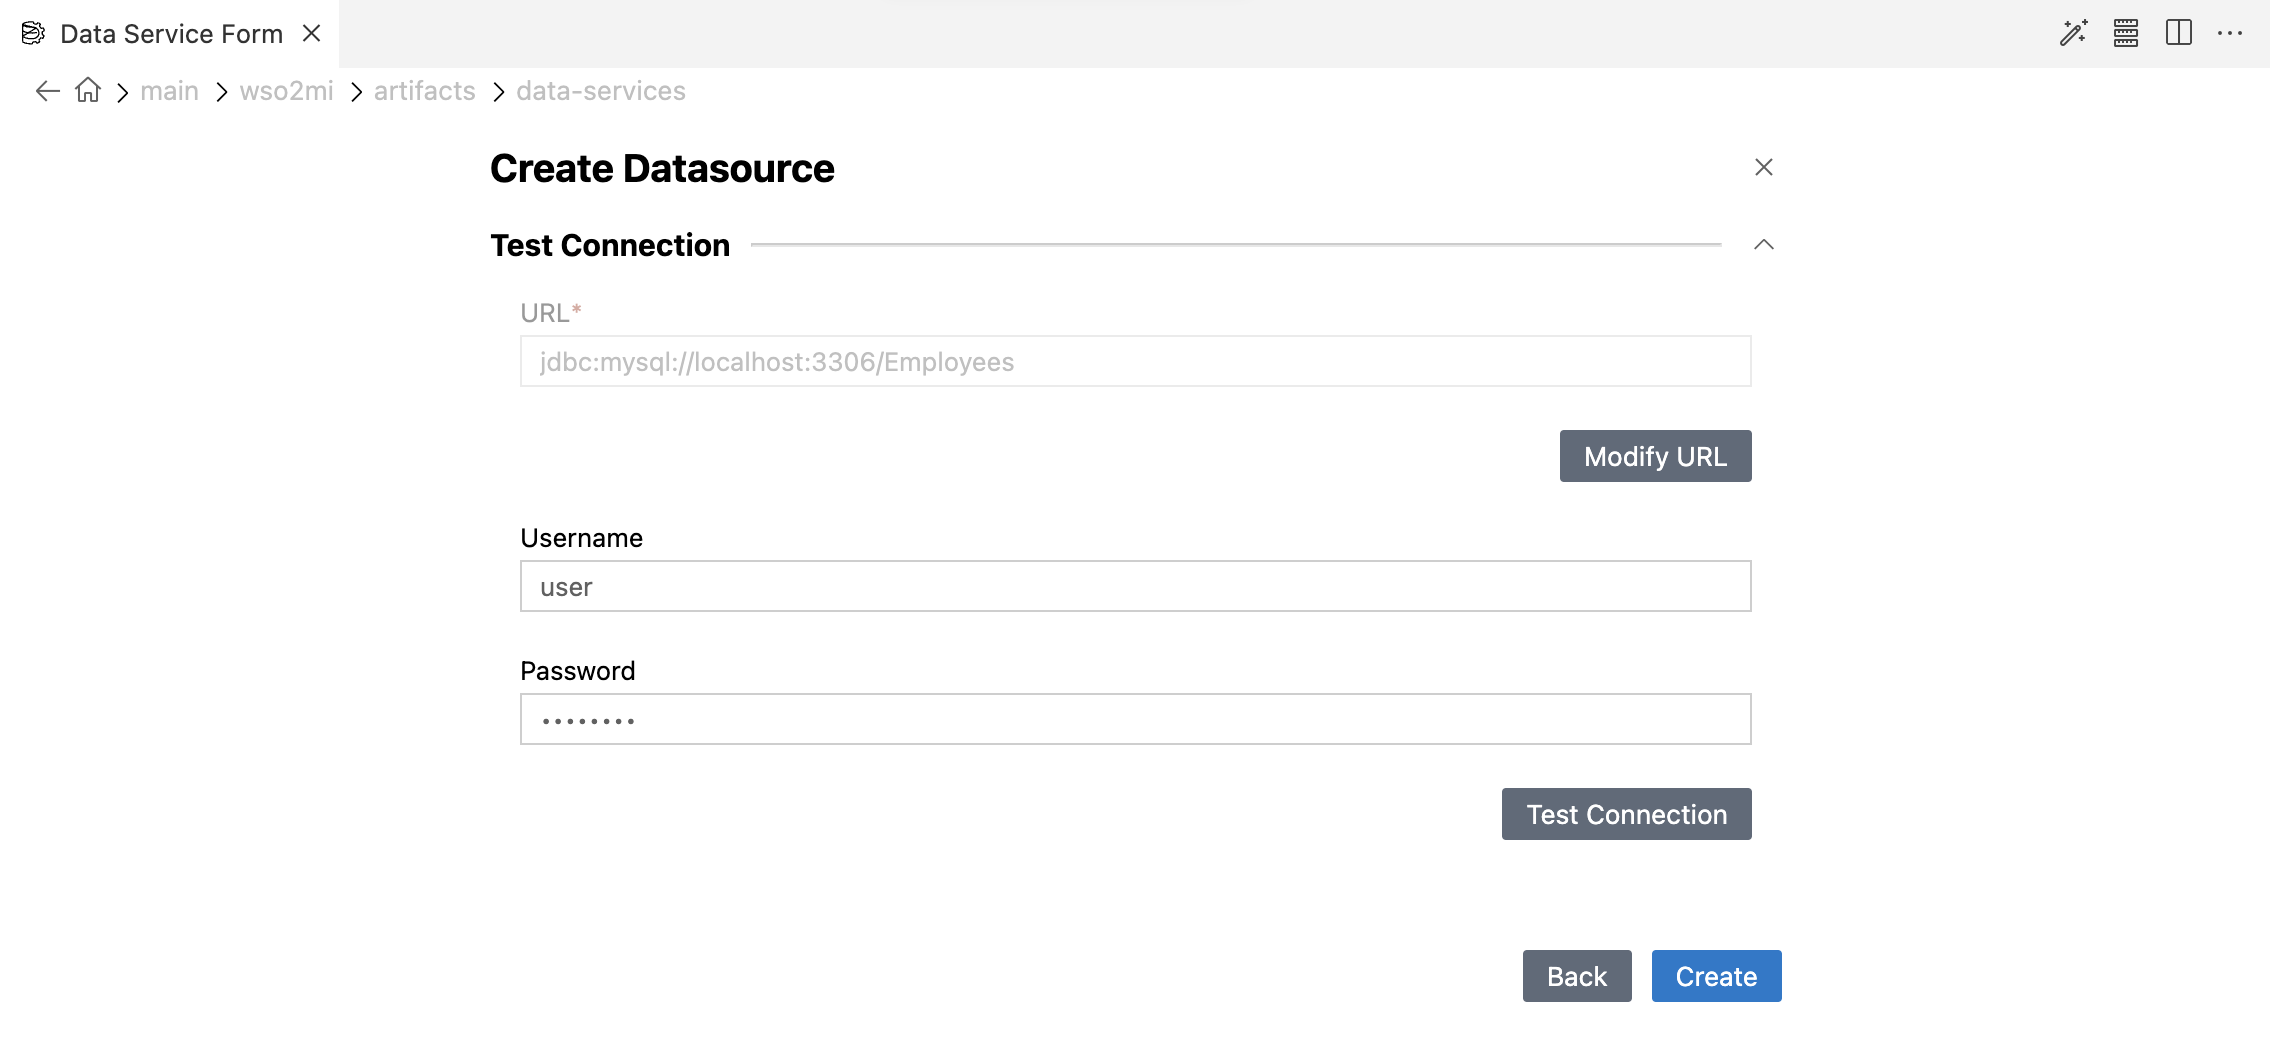 Data Service Form
main wso2mi artifacts data-services
Create Datasource
Test Connection
URL*
jdbc:mysql://localhost:3306/Employees
Modify URL
Username
user
Password
••••••••
Test Connection
Back Create